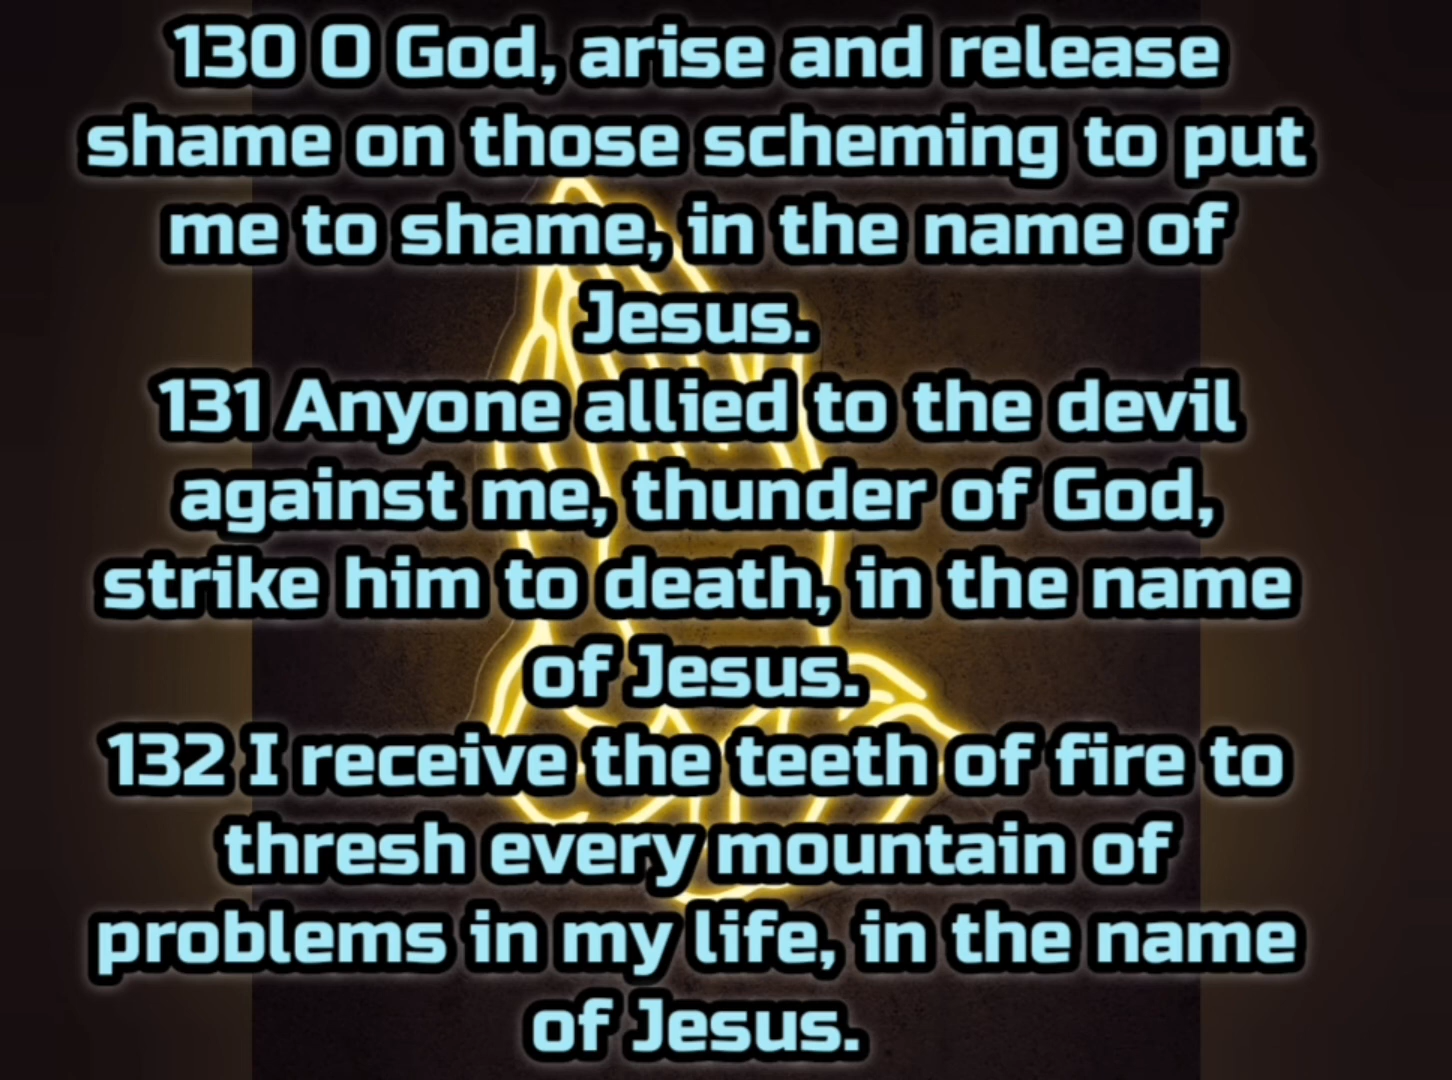 130 O God, arise and release
shame on those scheming to put
me to shame, in the name of
Jesus.
131 Anyone allied to the devil
against me, thunder of God,
strike him to death, in the name
of Jesus.
132 I receive the teeth of fire to
thresh every mountain of
problems in my life, in the name
of Jesus.